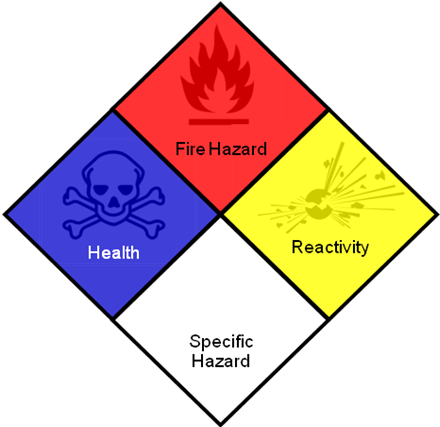 Fire Hazard
Health
Reactivity
Specific
Hazard